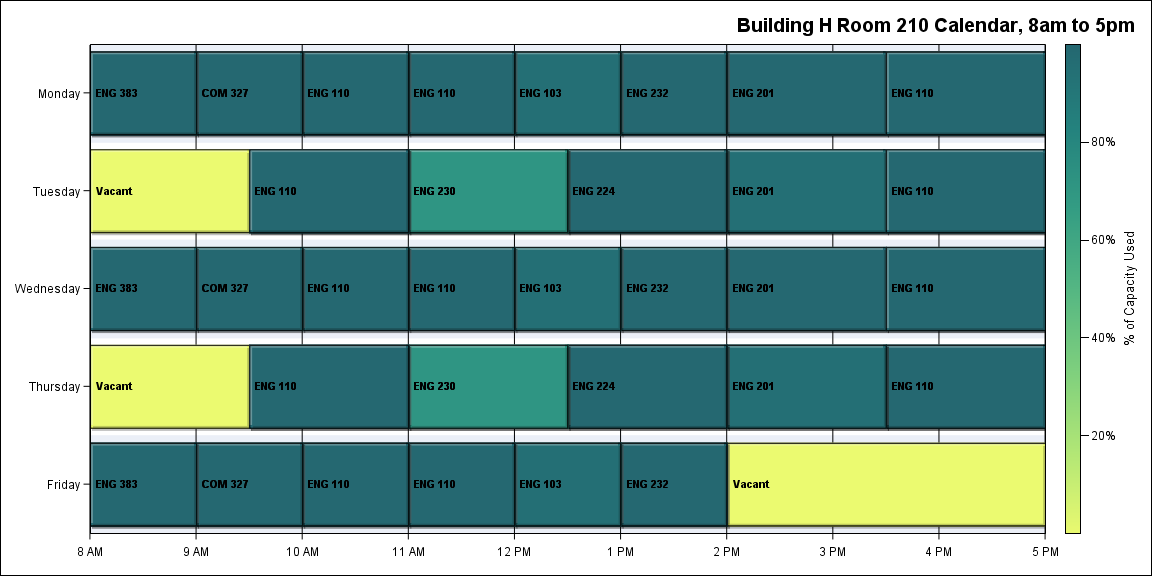 Building H Room 210 Calendar, 8am to 5pm
Monday ENG 383 COM 327 ENG 110 ENG 110 ENG 103 ENG 232 ENG 201 ENG 110
Tuesday Vacant ENG 110 ENG 230 ENG 224 ENG 201 ENG 110
Wednesday ENG 383 COM 327 ENG 110 ENG 110 ENG 103 ENG 232 ENG 201 ENG 110
Thursday Vacant ENG 110 ENG 230 ENG 224 ENG 201 ENG 110
Friday ENG 383 COM 327 ENG 110 ENG 110 ENG 103 ENG 232 Vacant
8 AM 9 AM 10 AM 11 AM 12 PM 1 PM 2 PM 3 PM 4 PM 5 PM
80%
60%
40%
20%
% of Capacity Used